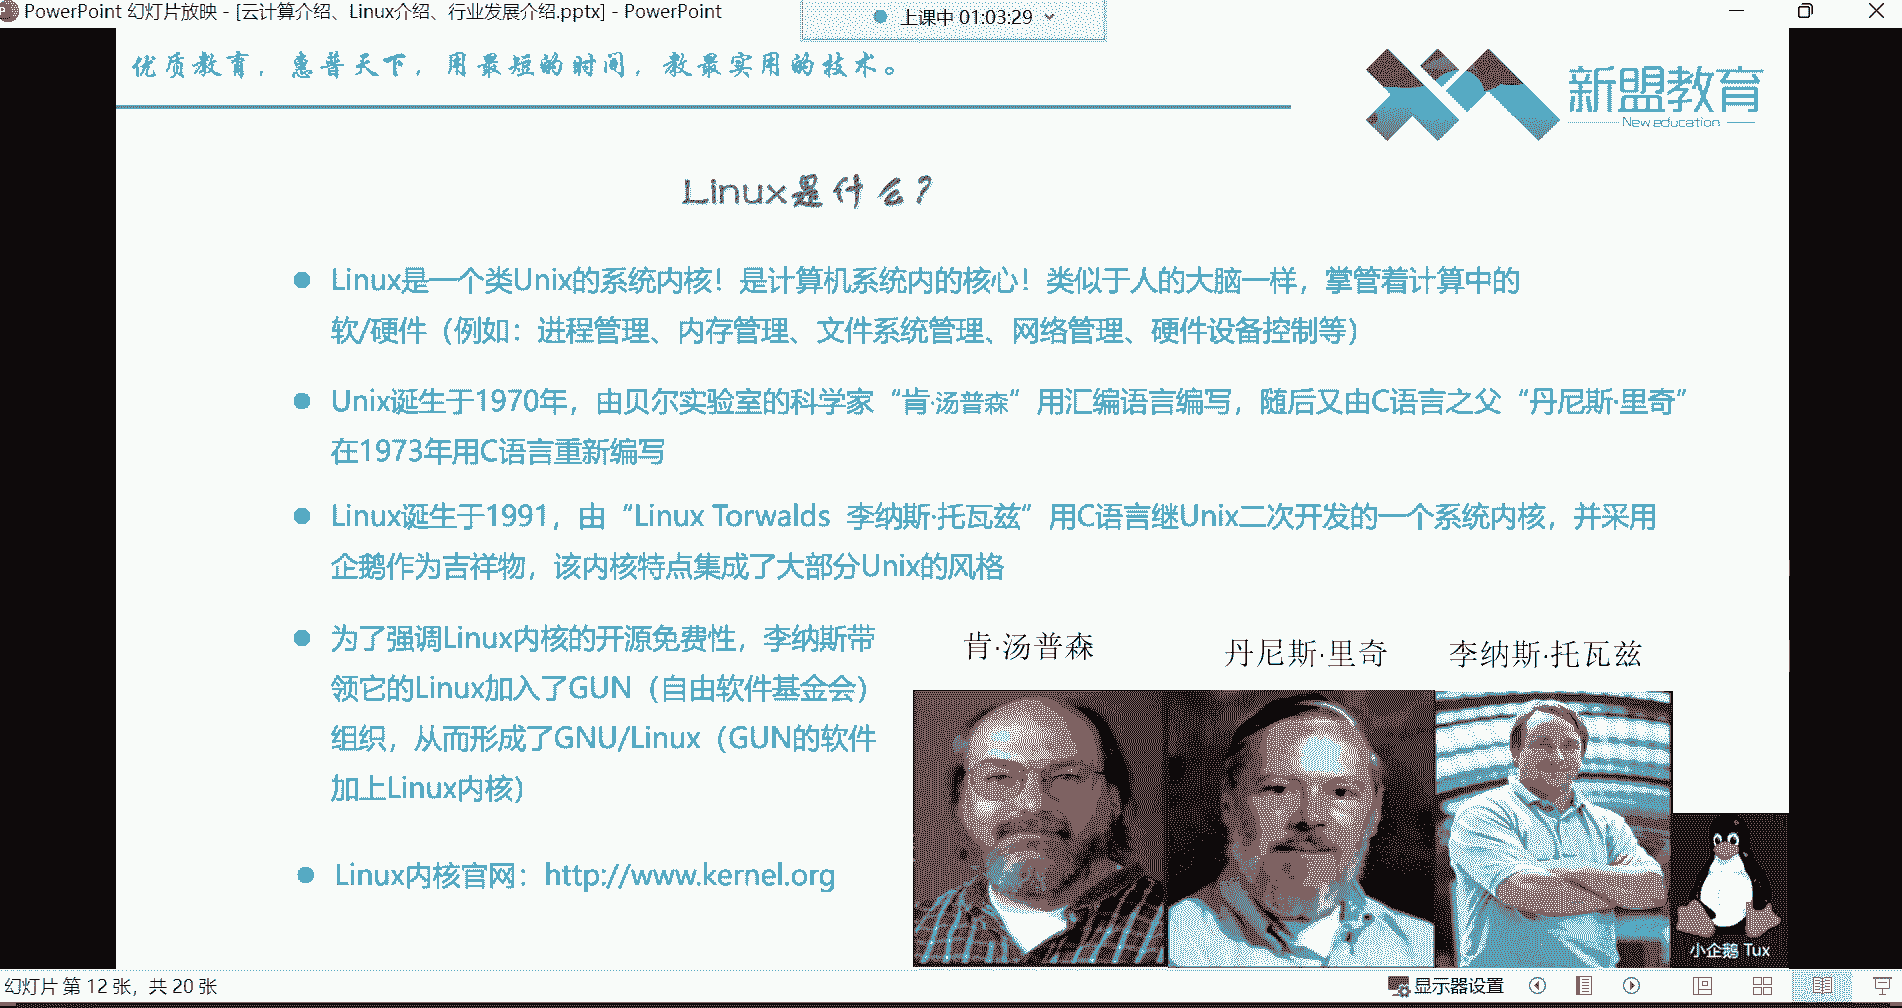 PowerPoint 幻灯片放映 - [云计算介绍、Linux介绍、行业发展介绍.pptx] - PowerPoint
上课中 01:03:29
优质教育，惠普天下，用最短的时间，教最实用的技术。
新盟教育
New education
Linux是什么？
Linux是一个类Unix的系统内核！是计算机系统内的核心！类似于人的大脑一样，掌管着计算中的
软/硬件（例如：进程管理、内存管理、文件系统管理、网络管理、硬件设备控制等）
Unix诞生于1970年，由贝尔实验室的科学家“肯·汤普森”用汇编语言编写，随后又由C语言之父“丹尼斯·里奇”
在1973年用C语言重新编写
Linux诞生于1991，由“Linux Torwalds 李纳斯·托瓦兹”用C语言继Unix二次开发的一个系统内核，并采用
企鹅作为吉祥物，该内核特点集成了大部分Unix的风格
为了强调Linux内核的开源免费性，李纳斯带
领它的Linux加入了GUN（自由软件基金会）
组织，从而形成了GNU/Linux（GUN的软件
加上Linux内核）
Linux内核官网：http://www.kernel.org
肯·汤普森
丹尼斯·里奇
李纳斯·托瓦兹
小企鹅 Tux
幻灯片 第 12 张，共 20 张
显示器设置